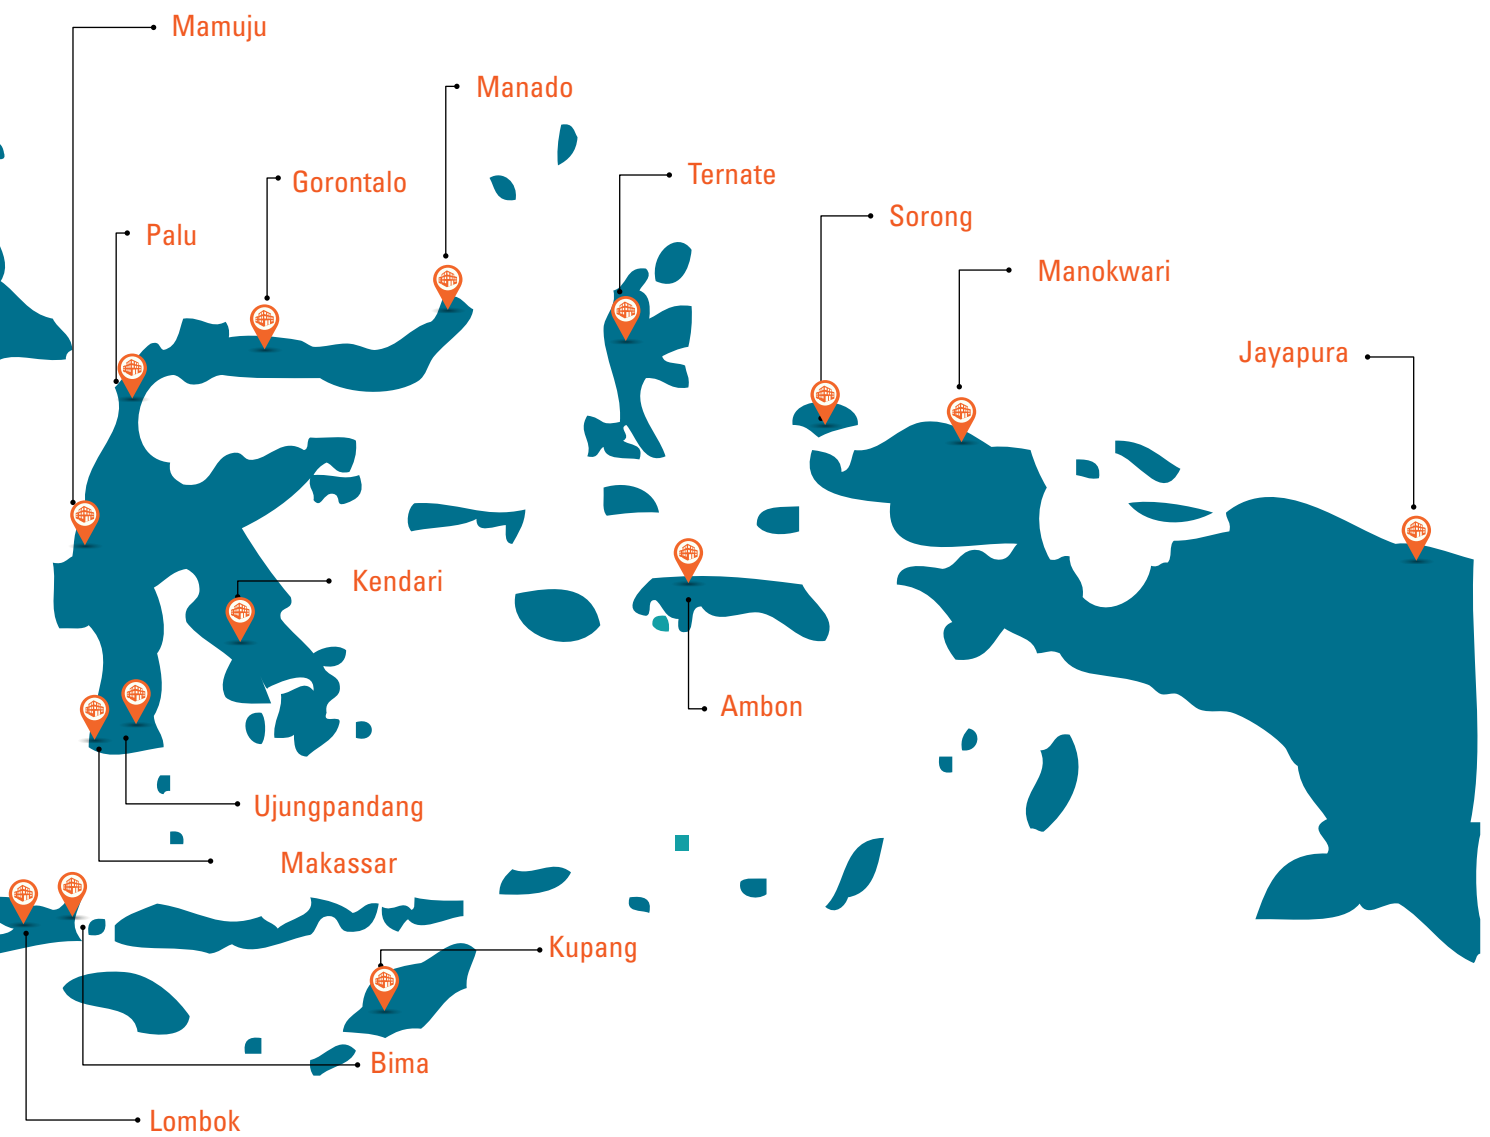 Mamuju
Manado
Ternate
Gorontalo
Sorong
Palu
Manokwari
Jayapura
Kendari
Ambon
Ujungpandang
Makassar
Kupang
Bima
Lombok